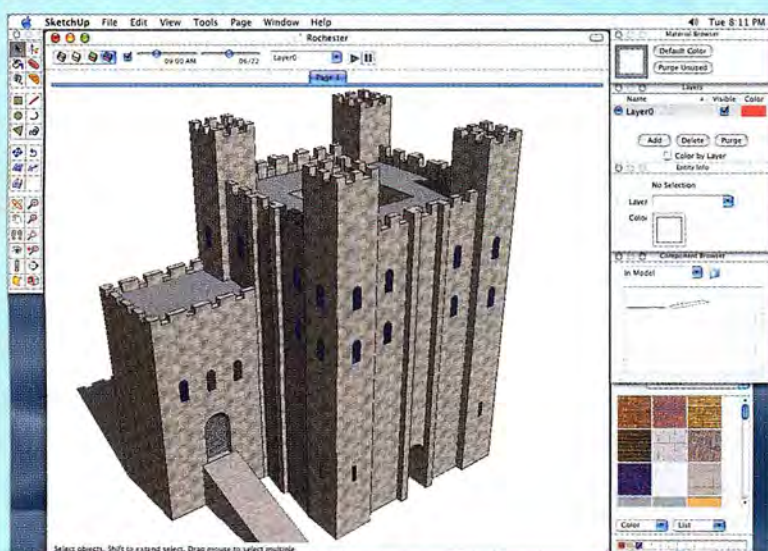 SketchUp File Edit View Tools Page Window Help
Tue 8:11 PM
Rochester
09:00 AM
06/22
Layer0
Page 1
Material Browser
Default Color
Purge Unused
Layers
Name Visible Color
Layer0
Add Delete Purge
Color by Layer
Entity Info
No Selection
Layer
Color
Component Browser
In Model
Color List
Select objects. Shift to extend select. Drag mouse to select multiple.